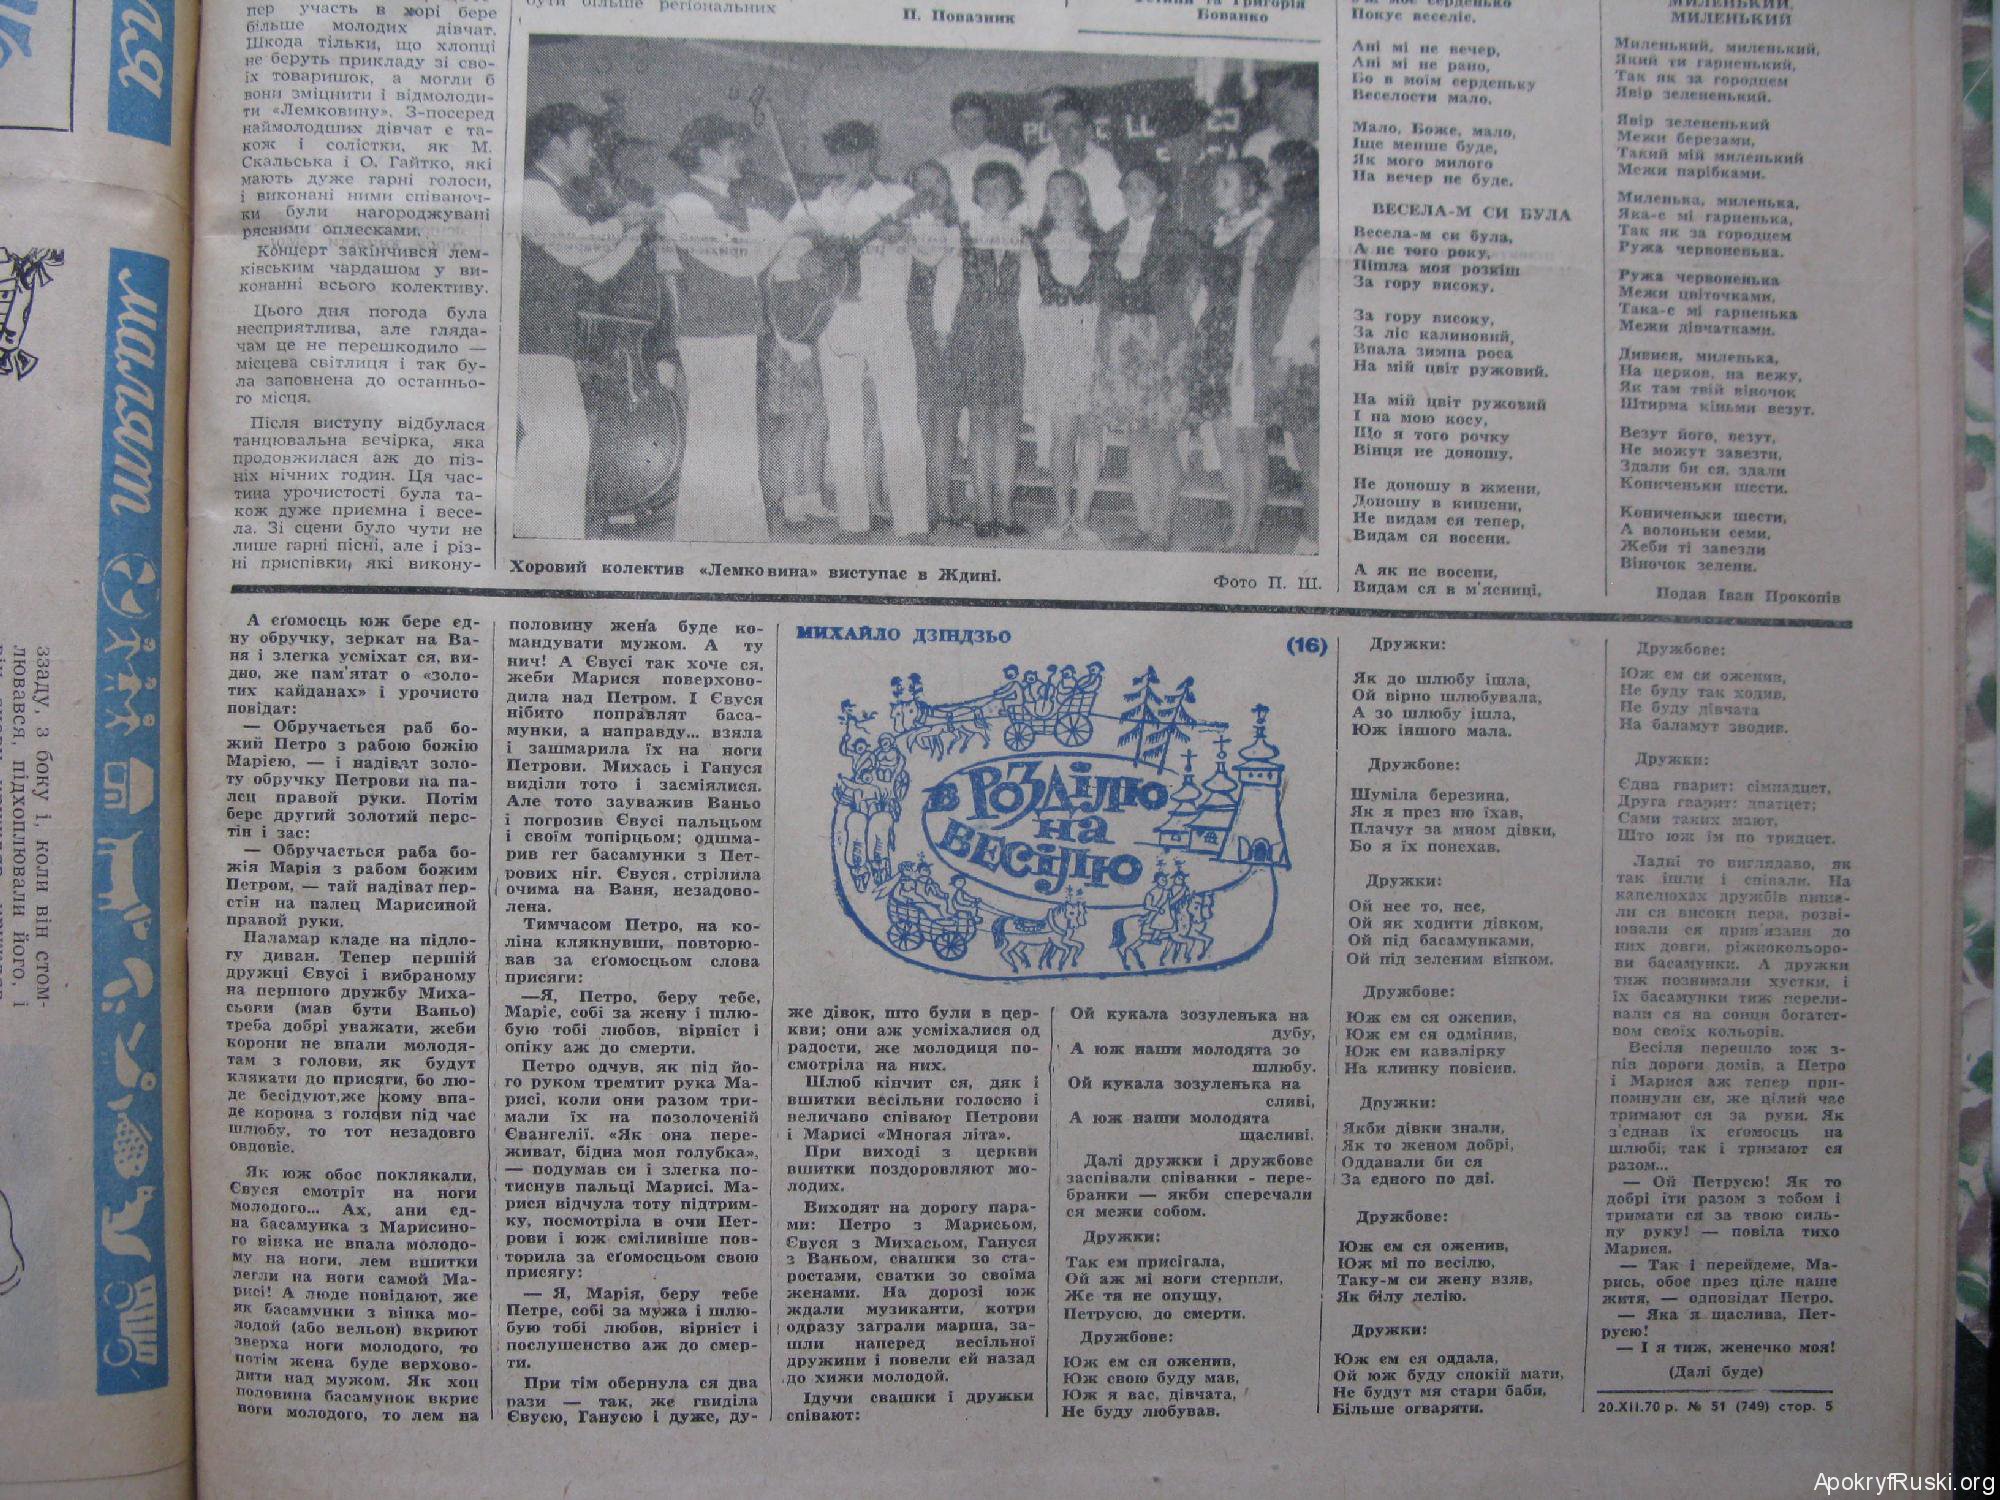 пер участь в хорі бере
більше молодих дівчат.
Шкода тільки, що хлопці
не беруть прикладу зі сво-
їх товаришок, а могли б
вони зміцнити і відмолоди-
ти «Лемковину». З-посеред
наймолодших дівчат є та-
кож і солістки, як М.
Скальська і О. Гайтко, які
мають дуже гарні голоси,
і виконані ними співаноч-
ки були нагороджувані
рясними оплесками.
Концерт закінчився лем-
ківським чардашом у ви-
конанні всього колективу.
Цього дня погода була
несприятлива, але гляда-
чам це не перешкодило —
місцева світлиця і так бу-
ла заповнена до останньо-
го місця.
Після виступу відбулася
танцювальна вечірка, яка
продовжилася аж до піз-
ніх нічних годин. Ця час-
тина урочистості була та-
кож дуже приємна і весе-
ла. Зі сцени було чути не
лише гарні пісні, але і різ-
ні приспівки, які викону-
бути більше регіональних
П. Повазник
та Григорія
Бованко
Хоровий колектив «Лемковина» виступає в Ждині.
Фото П. Ш.
моє серденько
Покус веселіє.
Ані мі не вечер,
Ані мі не рано,
Бо в моїм серденьку
Веселости мало.
Мало, Боже, мало,
Іще менше буде,
Як мого милого
На вечер не буде.
ВЕСЕЛА-М СИ БУЛА
Весела-м си була,
А не того року,
Пішла моя розкіш
За гору високу.
За гору високу,
За ліс калиновий,
Впала зимна роса
На мій цвіт ружовий.
На мій цвіт ружовий
І на мою косу,
Що я того рочку
Вінця не доношу.
Не доношу в жмени,
Доношу в кишени,
Не видам ся тепер,
Видам ся восени.
А як не восени,
Видам ся в м'ясниці,
МИЛЕНЬКИЙ,
МИЛЕНЬКИЙ
Миленький, миленький,
Який ти гарненький,
Так як за городцем
Явір зелененький.
Явір зелененький
Межи березами,
Такий мій миленький
Межи парібками.
Миленька, миленька,
Яка-с мі гарненька,
Так як за городцем
Ружа червоненька.
Ружа червоненька
Межи цвіточками,
Така-с мі гарненька
Межи дівчатками.
Дивися, миленька,
На церков, на вежу,
Як там твій віночок
Штирма кіньми везут.
Везут його, везут,
Не можут завезти,
Здали би ся, здали
Кониченьки шести.
Кониченьки шести,
А волоньки семи,
Жеби ті завезли
Віночок зелени.
Подав Іван Прокопів
А єґомосць юж бере єд-
ну обручку, зеркат на Ва-
ня і злегка усміхат ся, ви-
дно, же пам'ятат о «золо-
тих кайданах» і урочисто
повідат:
— Обручається раб бо-
жий Петро з рабою божію
Марією, — і надіват золо-
ту обручку Петрови на па-
лец правой руки. Потім
бере другий золотий перс-
тін і зас:
— Обручається раба бо-
жія Марія з рабом божим
Петром, — тай надіват пер-
стін на палец Марисиной
правой руки.
Паламар кладе на підло-
гу диван. Тепер першій
дружці Євусі і вибраному
на першого дружбу Миха-
сьови (мав бути Ваньо)
треба добрі уважати, жеби
корони не впали молодя-
там з голови, як будут
клякати до присяги, бо лю-
де бесідуют, же кому впа-
де корона з голови під час
шлюбу, то тот незадовго
овдовіє.
Як юж обоє поклякали,
Євуся смотріт на ноги
молодого... Ах, ани єд-
на басамунка з Марисино-
го вінка не впала молодо-
му на ноги, лем вшитки
легли на ноги самой Ма-
рисі! А люде повідают, же
як басамунки з вінка мо-
лодой (або вельон) вкриют
зверха ноги молодого, то
потім жена буде верхово-
дити над мужом. Як хоц
половина басамунок вкриє
ноги молодого, то лем на
половину жена буде ко-
мандувати мужом. А ту
нич! А Євусі так хоче ся,
жеби Марися поверхово-
дила над Петром. І Євуся
нібито поправлят баса-
мунки, а направду... взяла
і зашмарила їх на ноги
Петрови. Михась і Гануся
виділи тото і засміялися.
Але тото зауважив Ваньо
і погрозив Євусі пальцьом
і своїм топірцьом; одшма-
рив гет басамунки з Пет-
рових ніг. Євуся стрілила
очима на Ваня, незадово-
лена.
Тимчасом Петро, на ко-
ліна клякнувши, повторю-
вав за єґомосцьом слова
присяги:
—Я, Петро, беру тебе,
Маріє, собі за жену і шлю-
бую тобі любов, вірніст і
опіку аж до смерти.
Петро одчув, як під йо-
го руком тремтит рука Ма-
рисі, коли они разом три-
мали їх на позолоченій
Євангелії. «Як она пере-
живат, бідна моя голубка»,
— подумав си і злегка по-
тиснув пальці Марисі. Ма-
рися відчула тоту підтрим-
ку, посмотріла в очи Пет-
рови і юж сміливіше пов-
торила за єґомосцьом свою
присягу:
— Я, Марія, беру тебе
Петре, собі за мужа і шлю-
бую тобі любов, вірніст і
послушенство аж до смер-
ти.
При тім обернула ся два
рази — так, же гвиділа
Євусю, Ганусю і дуже, ду-
МИХАЙЛО ДЗІНДЗЬО
(16)
В РОЗДІЛЮ
на
ВЕСІЛЮ
же дівок, што були в цер-
кви; они аж усміхалися од
радости, же молодиця по-
смотріла на них.
Шлюб кінчит ся, дяк і
вшитки весільни голосно і
величаво співают Петрови
і Марисі «Многая літа».
При виході з церкви
вшитки поздоровляют мо-
лодих.
Виходят на дорогу пара-
ми: Петро з Марисьом,
Євуся з Михасьом, Гануся
з Ваньом, свашки зо ста-
ростами, сватки зо своїма
женами. На дорозі юж
ждали музиканти, котри
одразу заграли марша, за-
шли наперед весільної
дружини і повели ей назад
до хижи молодой.
Ідучи свашки і дружки
співают:
Ой кукала зозуленька на
дубу,
А юж наши молодята зо
шлюбу.
Ой кукала зозуленька на
сливі,
А юж наши молодята
щасливі.
Далі дружки і дружбове
заспівали співанки - пере-
бранки — якби сперечали
ся межи собом.
Дружки:
Так ем присігала,
Ой аж мі ноги стерпли,
Же тя не опущу,
Петрусю, до смерти.
Дружбове:
Юж ем ся оженив,
Юж свою буду мав,
Юж я вас, дівчата,
Не буду любував.
Дружки:
Як до шлюбу ішла,
Ой вірно шлюбувала,
А зо шлюбу ішла,
Юж іншого мала.
Дружбове:
Шуміла березина,
Як я през ню їхав,
Плачут за мном дівки,
Бо я їх понехав.
Дружки:
Ой неє то, неє,
Ой як ходити дівком,
Ой під басамунками,
Ой під зеленим вінком.
Дружбове:
Юж ем ся оженив,
Юж ем ся одмінив,
Юж ем кавалірку
На клинку повісив.
Дружки:
Якби дівки знали,
Як то женом добрі,
Оддавали би ся
За едного по дві.
Дружбове:
Юж ем ся оженив,
Юж мі по весілю,
Таку-м си жену взяв,
Як білу лелію.
Дружки:
Юж ем ся оддала,
Ой юж буду спокій мати,
Не будут мя стари баби,
Більше огваряти.
Дружбове:
Юж ем си оженив,
Не буду так ходив,
Не буду дівчата
На баламут зводив.
Дружки:
Єдна гварит: сімнадцет,
Друга гварит: двадцет;
Сами таких мают,
Што юж їм по тридцет.
Ладні то виглядаво, як
так ішли і співали. На
капелюхах дружбів пиша-
ли ся високи пера, розві-
ювали ся прив'язани до
них довги, ріжнокольоро-
ви басамунки. А дружки
тиж познимали хустки, і
їх басамунки тиж перели-
вали ся на сонци богатст-
вом своїх кольорів.
Весіля перешло юж з-
пів дороги домів, а Петро
і Марися аж тепер при-
помнули си, же цілий час
тримают ся за руки. Як
з'єднав їх єґомосць на
шлюбі, так і тримают ся
разом...
— Ой Петрусю! Як то
добрі іти разом з тобом і
тримати ся за твою силь-
ну руку! — повіла тихо
Марися.
— Так і перейдеме, Ма-
рись, обоє през ціле наше
життя, — одповідат Петро.
— Яка я щаслива, Пет-
русю!
— І я тиж, женечко моя!
(Далі буде)
20.XII.70 р. № 51 (749) стор. 5
ззаду, з боку і, коли він стом-
лювався, підхоплювали його, і
малят
ApokryfRuski.org